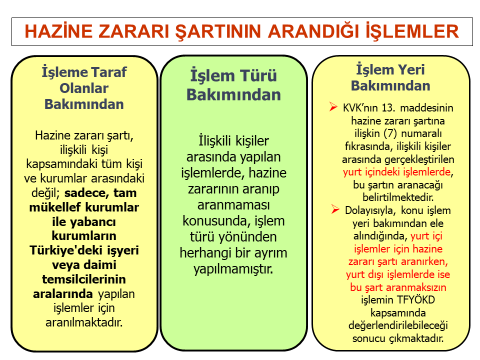 HAZİNE ZARARI ŞARTININ ARANDIĞI İŞLEMLER
İşleme Taraf
Olanlar
Bakımından
Hazine zararı şartı,
ilişkili kişi
kapsamındaki tüm kişi
ve kurumlar arasındaki
değil; sadece, tam
mükellef kurumlar
ile yabancı
kurumların
Türkiye'deki işyeri
veya daimi
temsilcilerinin
aralarında yapılan
işlemler için
aranılmaktadır.
İşlem Türü
Bakımından
İlişkili kişiler
arasında yapılan
işlemlerde, hazine
zararının aranıp
aranmaması
konusunda, işlem
türü yönünden
herhangi bir ayrım
yapılmamıştır.
İşlem Yeri
Bakımından
➢ KVK'nın 13. maddesinin
hazine zararı şartına
ilişkin (7) numaralı
fıkrasında, ilişkili kişiler
arasında gerçekleştirilen
yurt içindeki işlemlerde,
bu şartın aranacağı
belirtilmektedir.
➢ Dolayısıyla, konu işlem
yeri bakımından ele
alındığında, yurt içi
işlemler için hazine
zararı şartı aranırken,
yurt dışı işlemlerde ise
bu şart aranmaksızın
işlemin TFYÖKD
kapsamında
değerlendirilebileceği
sonucu çıkmaktadır.